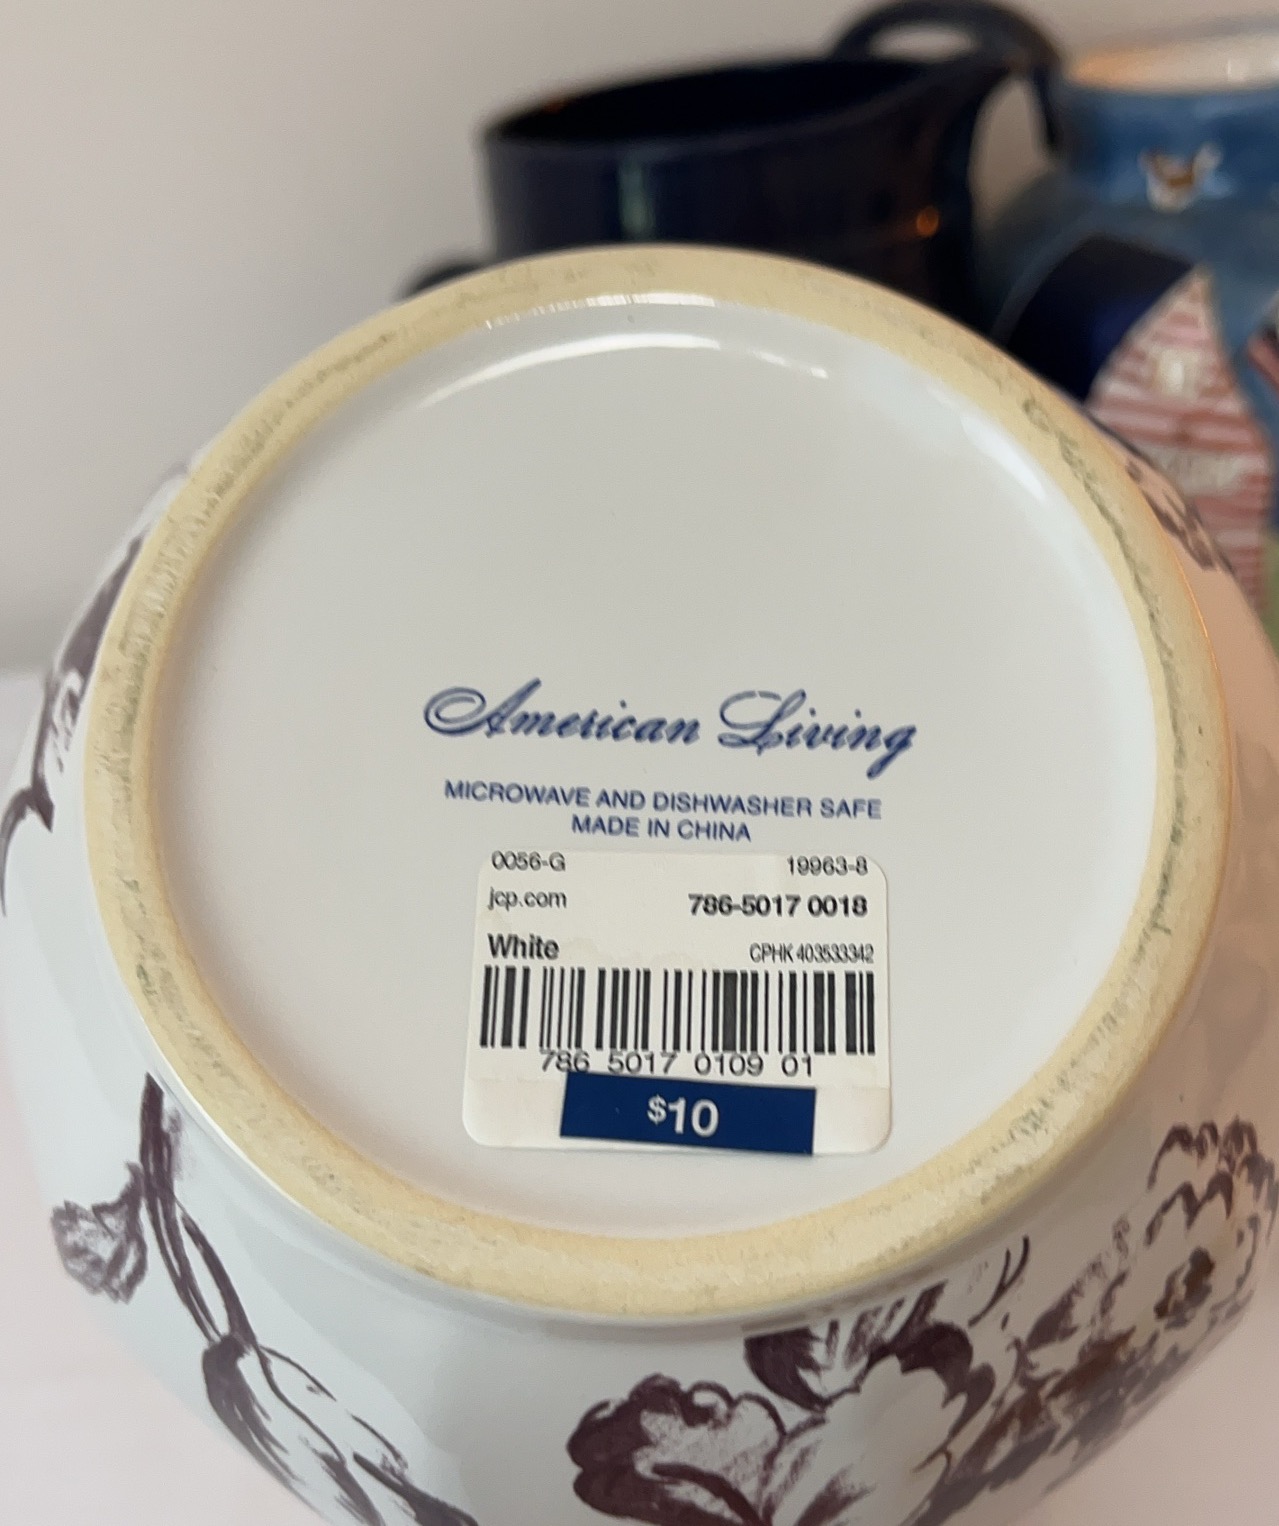 American Living
MICROWAVE AND DISHWASHER SAFE
MADE IN CHINA
0056-G 19963-8
jcp.com 786-5017 0018
White CPHK 403533342
786 5017 0109 01
$10